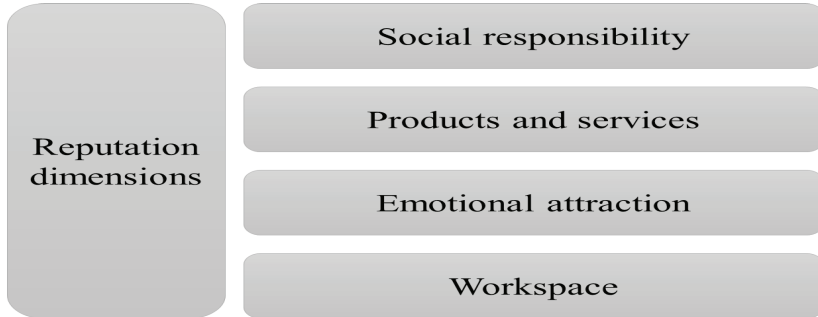 Reputation
dimensions
Social responsibility
Products and services
Emotional attraction
Workspace